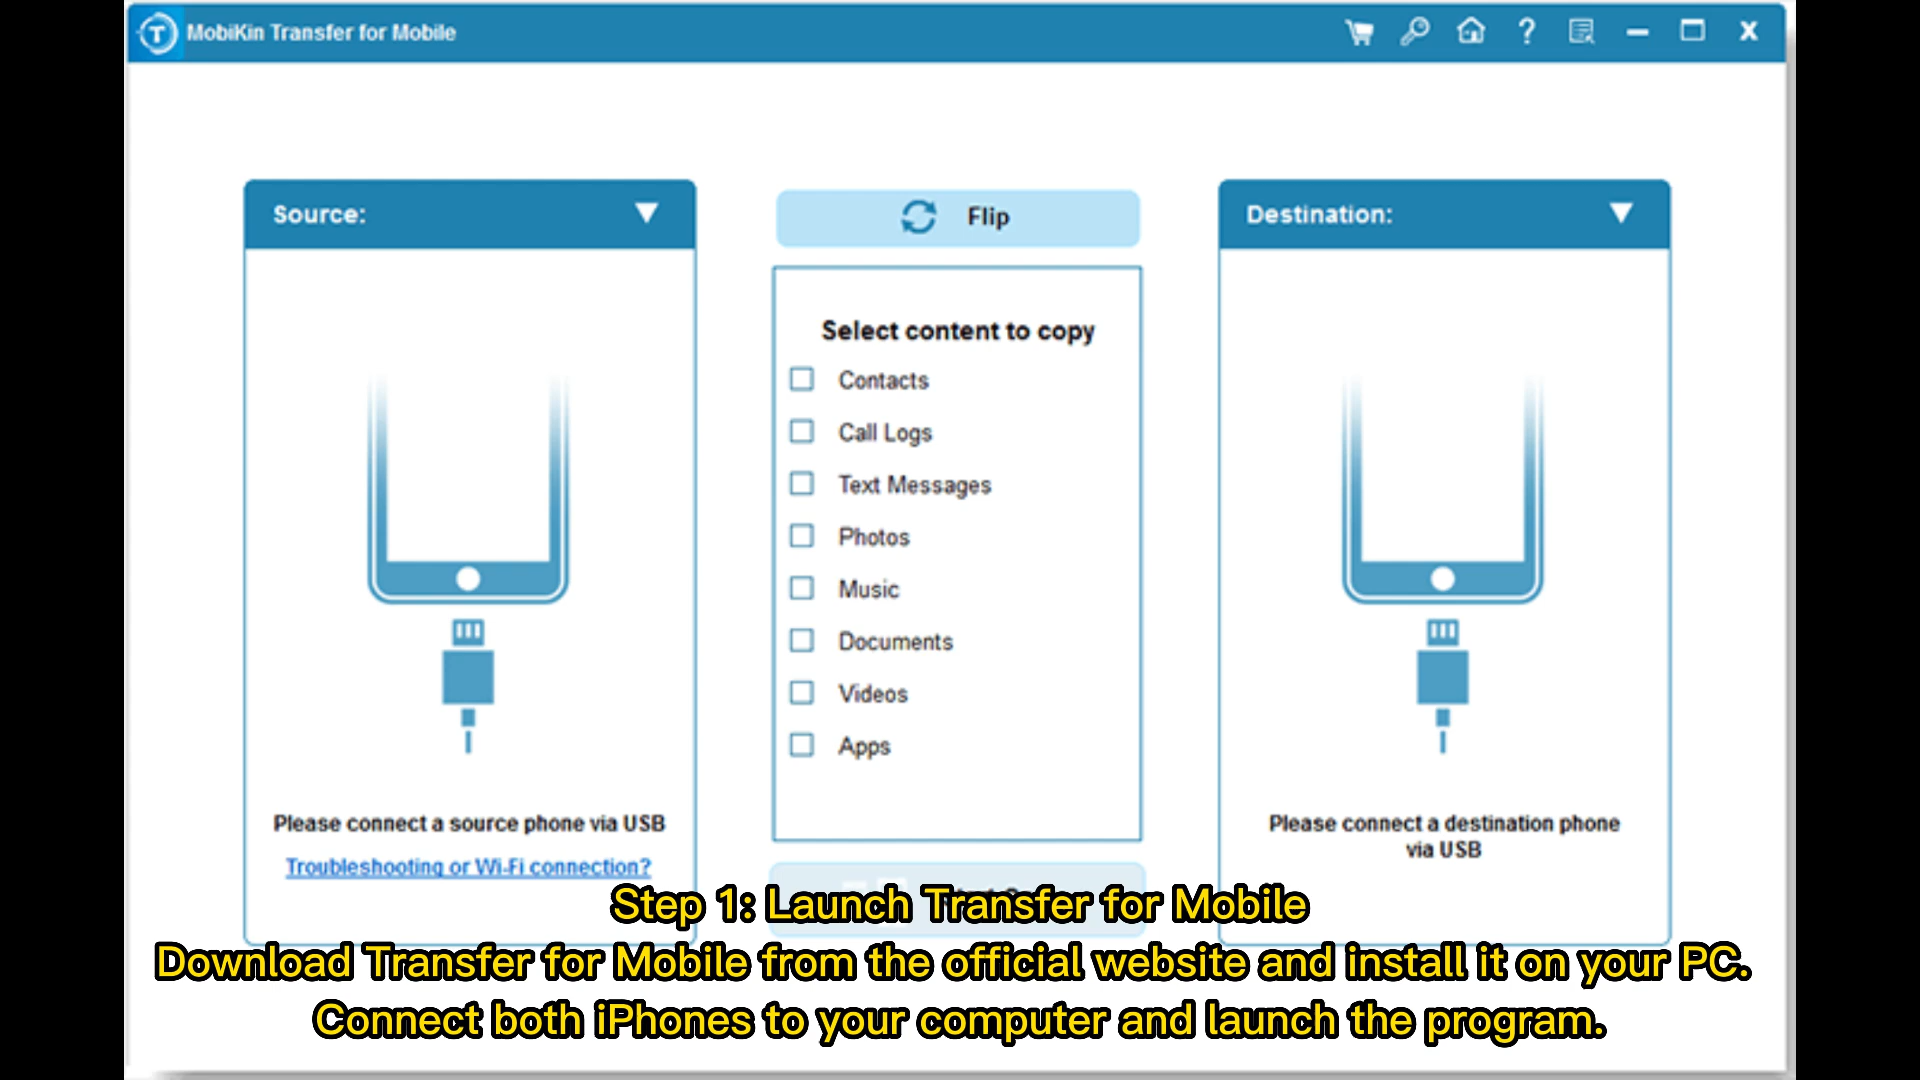 MobiKin Transfer for Mobile
Source:
Flip
Destination:
Select content to copy
Contacts
Call Logs
Text Messages
Photos
Music
Documents
Videos
Apps
Please connect a source phone via USB
Troubleshooting or Wi-Fi connection?
Please connect a destination phone
via USB
Step 1: Launch Transfer for Mobile
Download Transfer for Mobile from the official website and install it on your PC.
Connect both iPhones to your computer and launch the program.